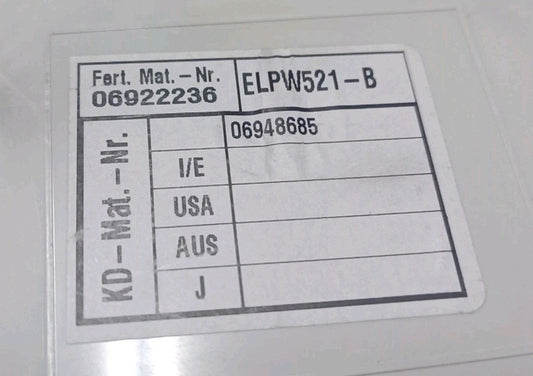 Fert. Mat.-Nr.
06922236
ELPW521-B
KD-Mat.-Nr.
06948685
I/E
USA
AUS
J